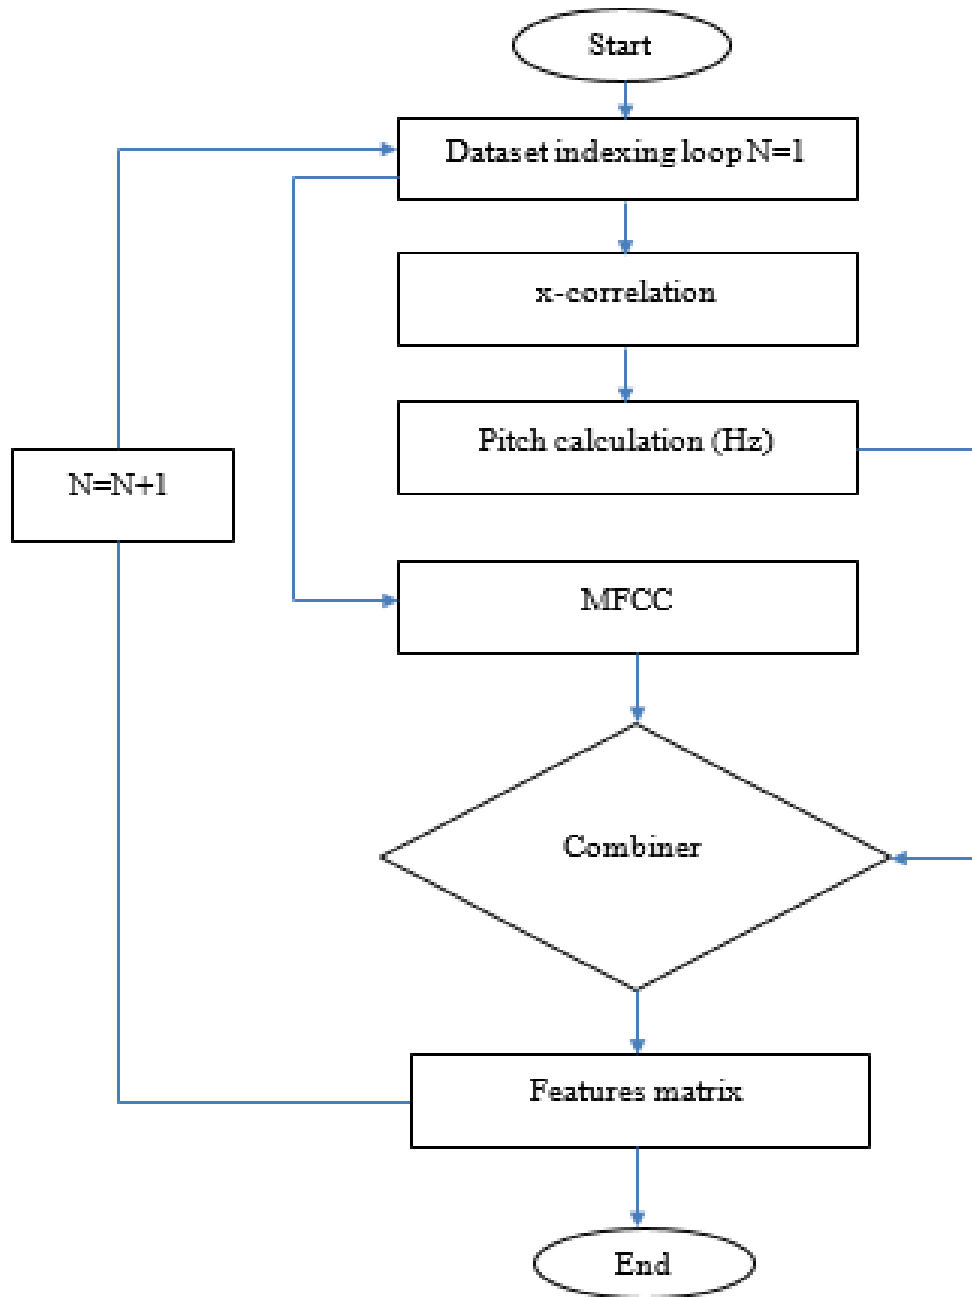 Start
Dataset indexing loop N=1
x-correlation
Pitch calculation (Hz)
N=N+1
MFCC
Combiner
Features matrix
End